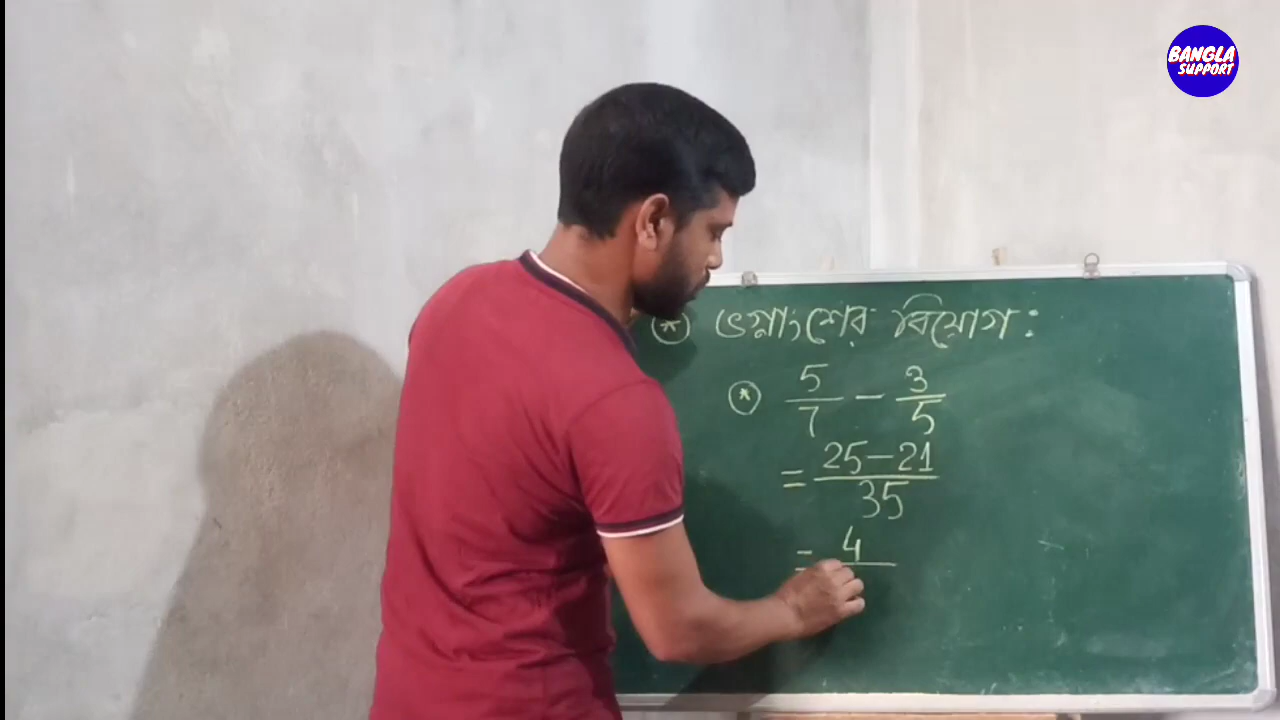 BANGLA
SUPPORT
* ভগ্নাংশের বিয়োগ:
* 5/7 - 3/5
= 25-21/35
= 4/